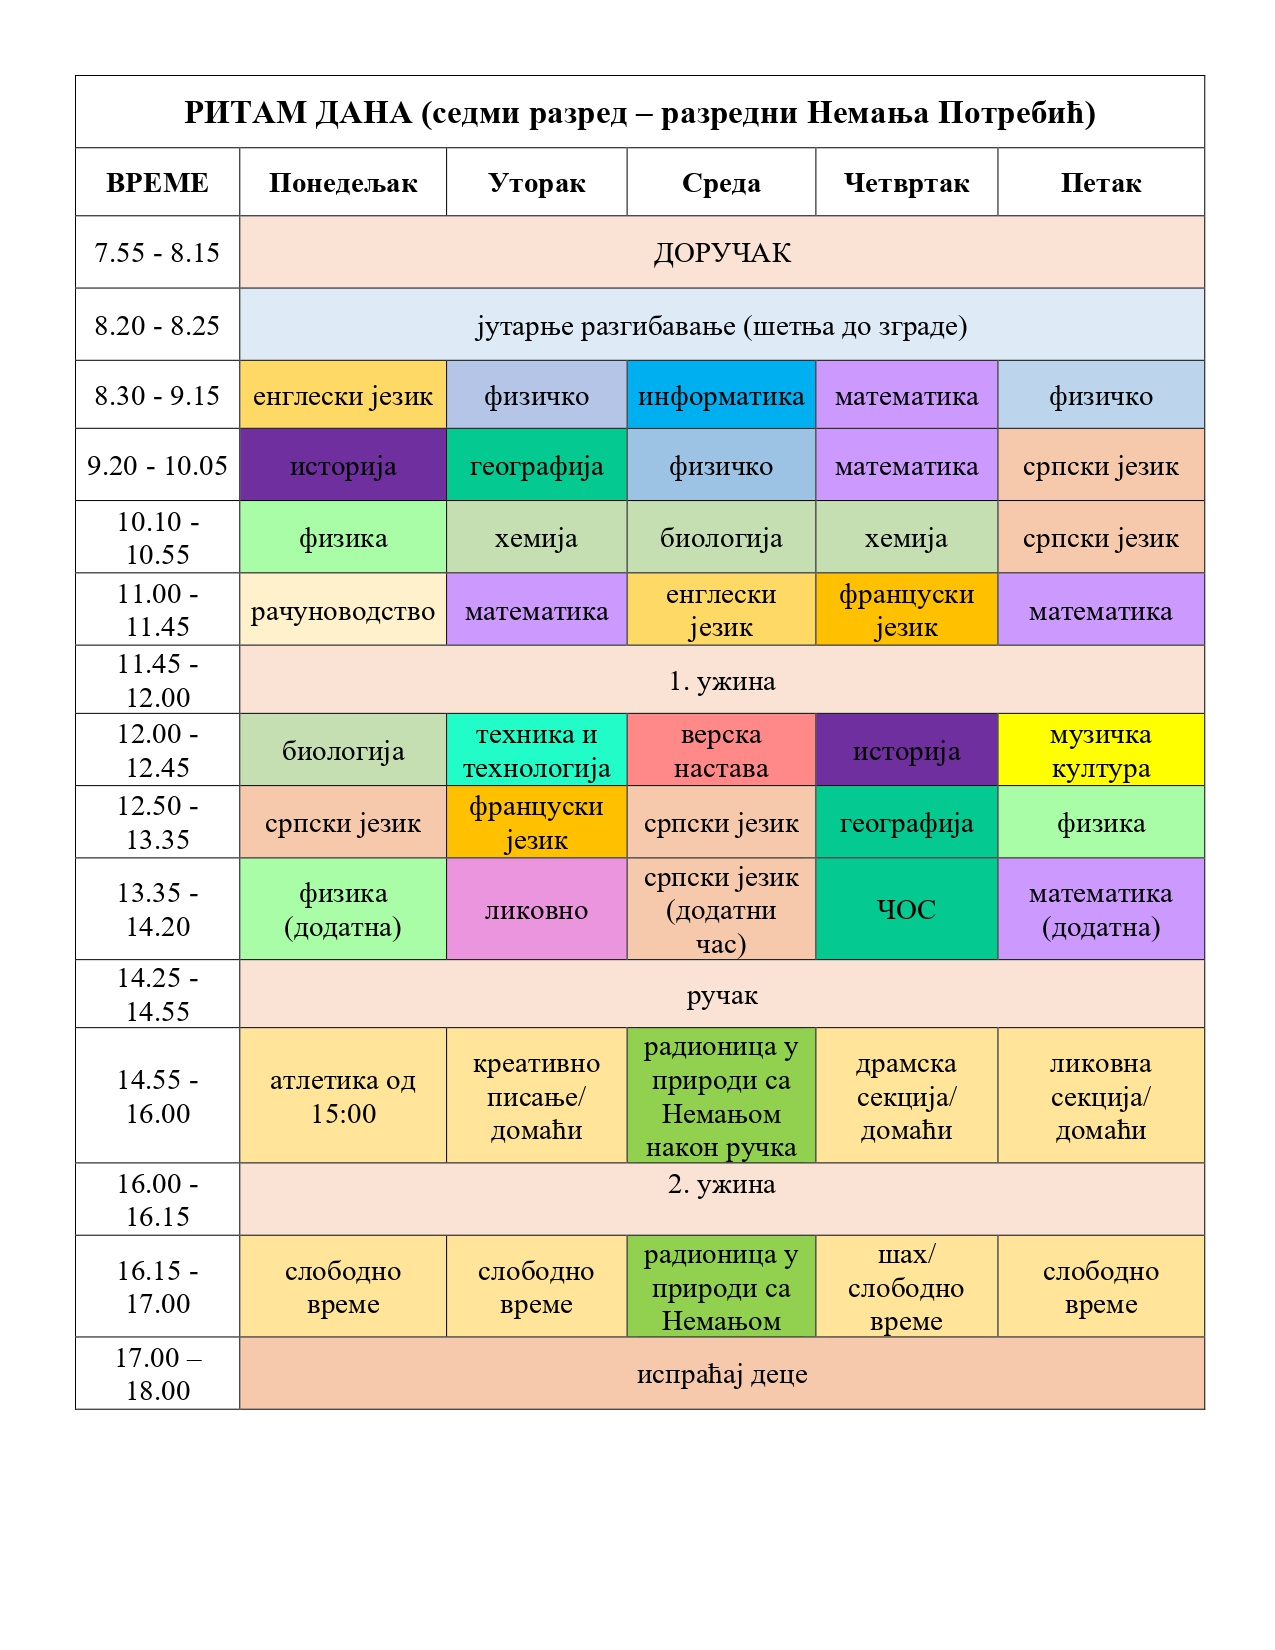 РИТАМ ДАНА (седми разред – разредни Немања Потребић)
ВРЕМЕ Понедељак Уторак Среда Четвртак Петак
7.55 - 8.15 ДОРУЧАК
8.20 - 8.25 јутарње разгибавање (шетња до зграде)
8.30 - 9.15 енглески језик физичко информатика математика физичко
9.20 - 10.05 историја географија физичко математика српски језик
10.10 -
10.55
физика хемија биологија хемија српски језик
11.00 -
11.45
рачуноводство математика
енглески
језик
француски
језик
математика
11.45 -
12.00
1. ужина
12.00 -
12.45
биологија
техника и
технологија
верска
настава
историја
музичка
култура
12.50 -
13.35
српски језик
француски
језик
српски језик географија физика
13.35 -
14.20
физика
(додатна)
ликовно
српски језик
(додатни
час)
ЧОС
математика
(додатна)
14.25 -
14.55
ручак
14.55 -
16.00
атлетика од
15:00
креативно
писање/
домаћи
радионица у
природи са
Немањом
након ручка
драмска
секција/
домаћи
ликовна
секција/
домаћи
16.00 -
16.15
2. ужина
16.15 -
17.00
слободно
време
слободно
време
радионица у
природи са
Немањом
шах/
слободно
време
слободно
време
17.00 –
18.00
испраћај деце